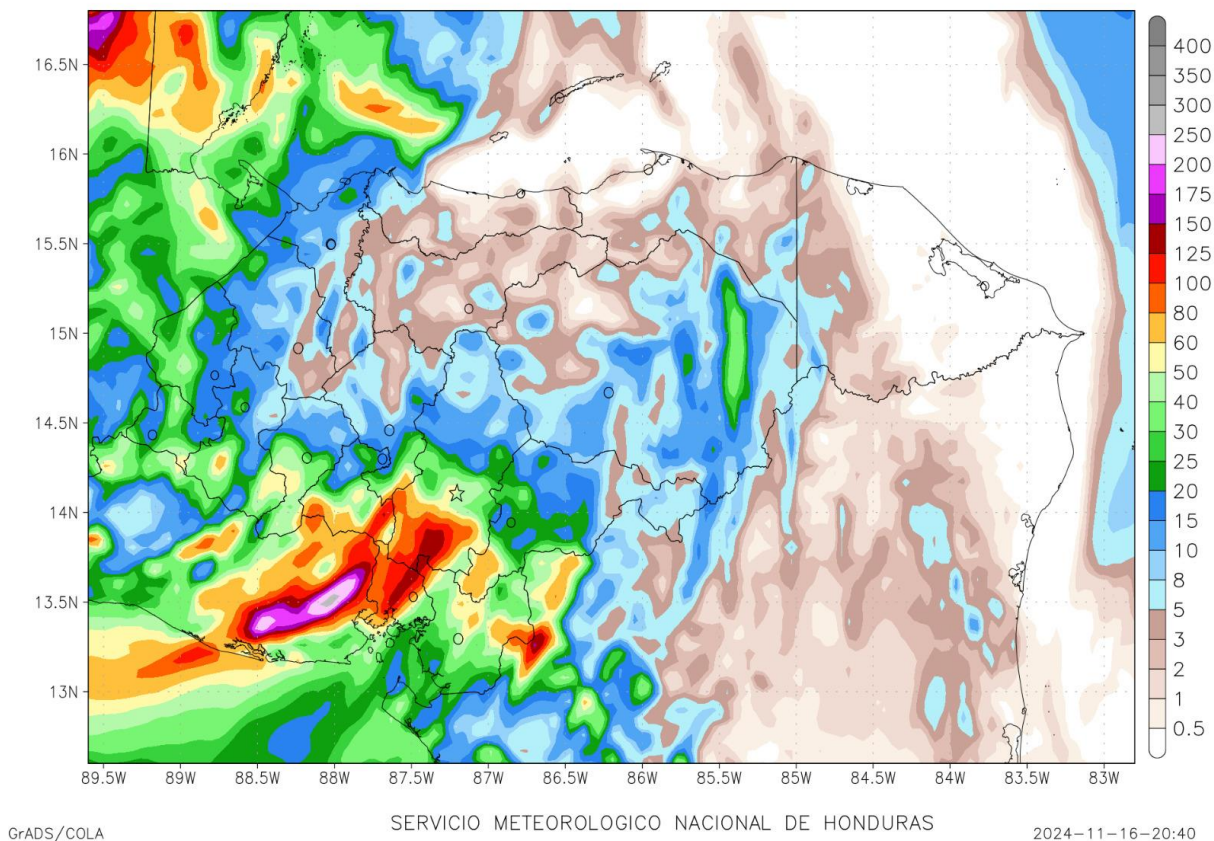 16.5N
16N
15.5N
15N
14.5N
14N
13.5N
13N
89.5W 89W 88.5W 88W 87.5W 87W 86.5W 86W 85.5W 85W 84.5W 84W 83.5W 83W
400
350
300
250
200
175
150
125
100
80
60
50
40
30
25
20
15
10
8
5
3
2
1
0.5
SERVICIO METEOROLOGICO NACIONAL DE HONDURAS
GrADS/COLA
2024-11-16-20:40